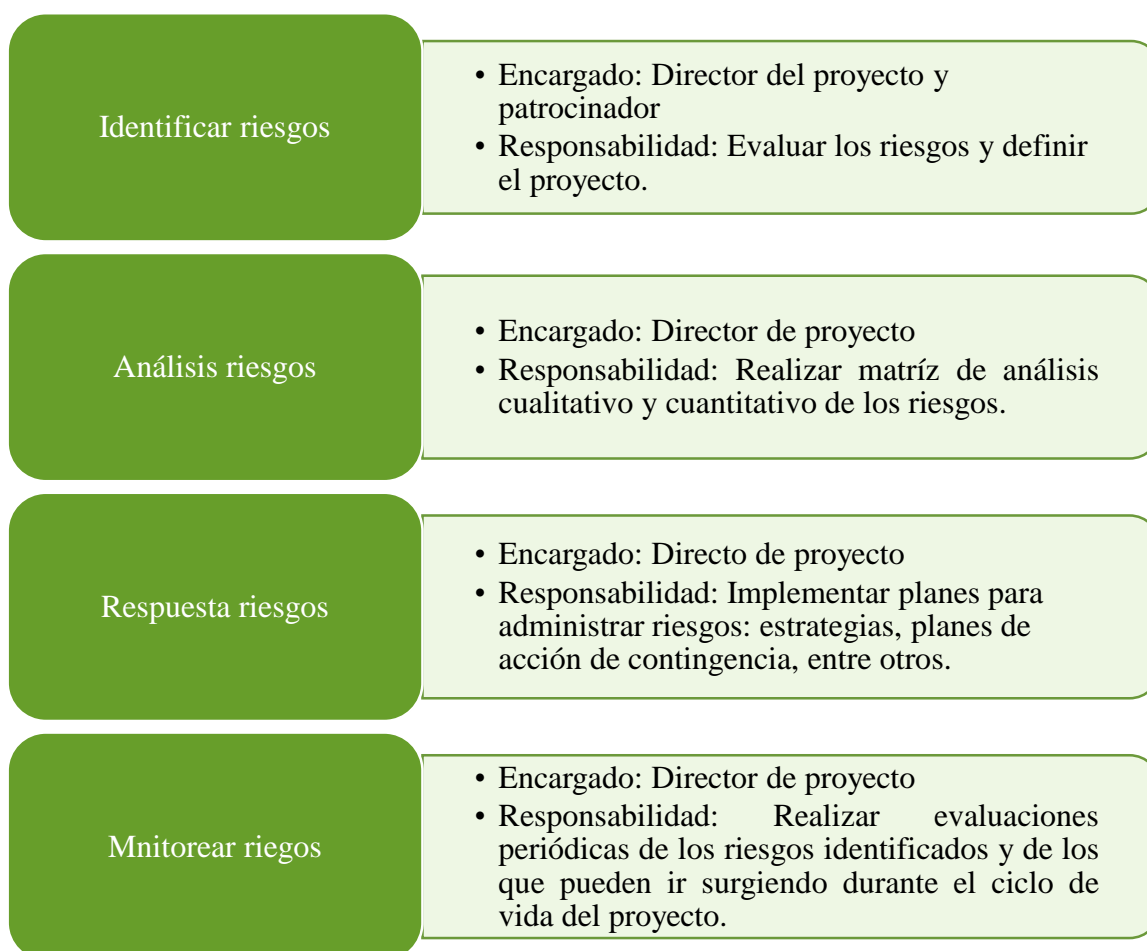 Identificar riesgos
• Encargado: Director del proyecto y
patrocinador
• Responsabilidad: Evaluar los riesgos y definir
el proyecto.
Análisis riesgos
• Encargado: Director de proyecto
• Responsabilidad: Realizar matríz de análisis
cualitativo y cuantitativo de los riesgos.
Respuesta riesgos
• Encargado: Directo de proyecto
• Responsabilidad: Implementar planes para
administrar riesgos: estrategias, planes de
acción de contingencia, entre otros.
Mnitorear riegos
• Encargado: Director de proyecto
• Responsabilidad: Realizar evaluaciones
periódicas de los riesgos identificados y de los
que pueden ir surgiendo durante el ciclo de
vida del proyecto.